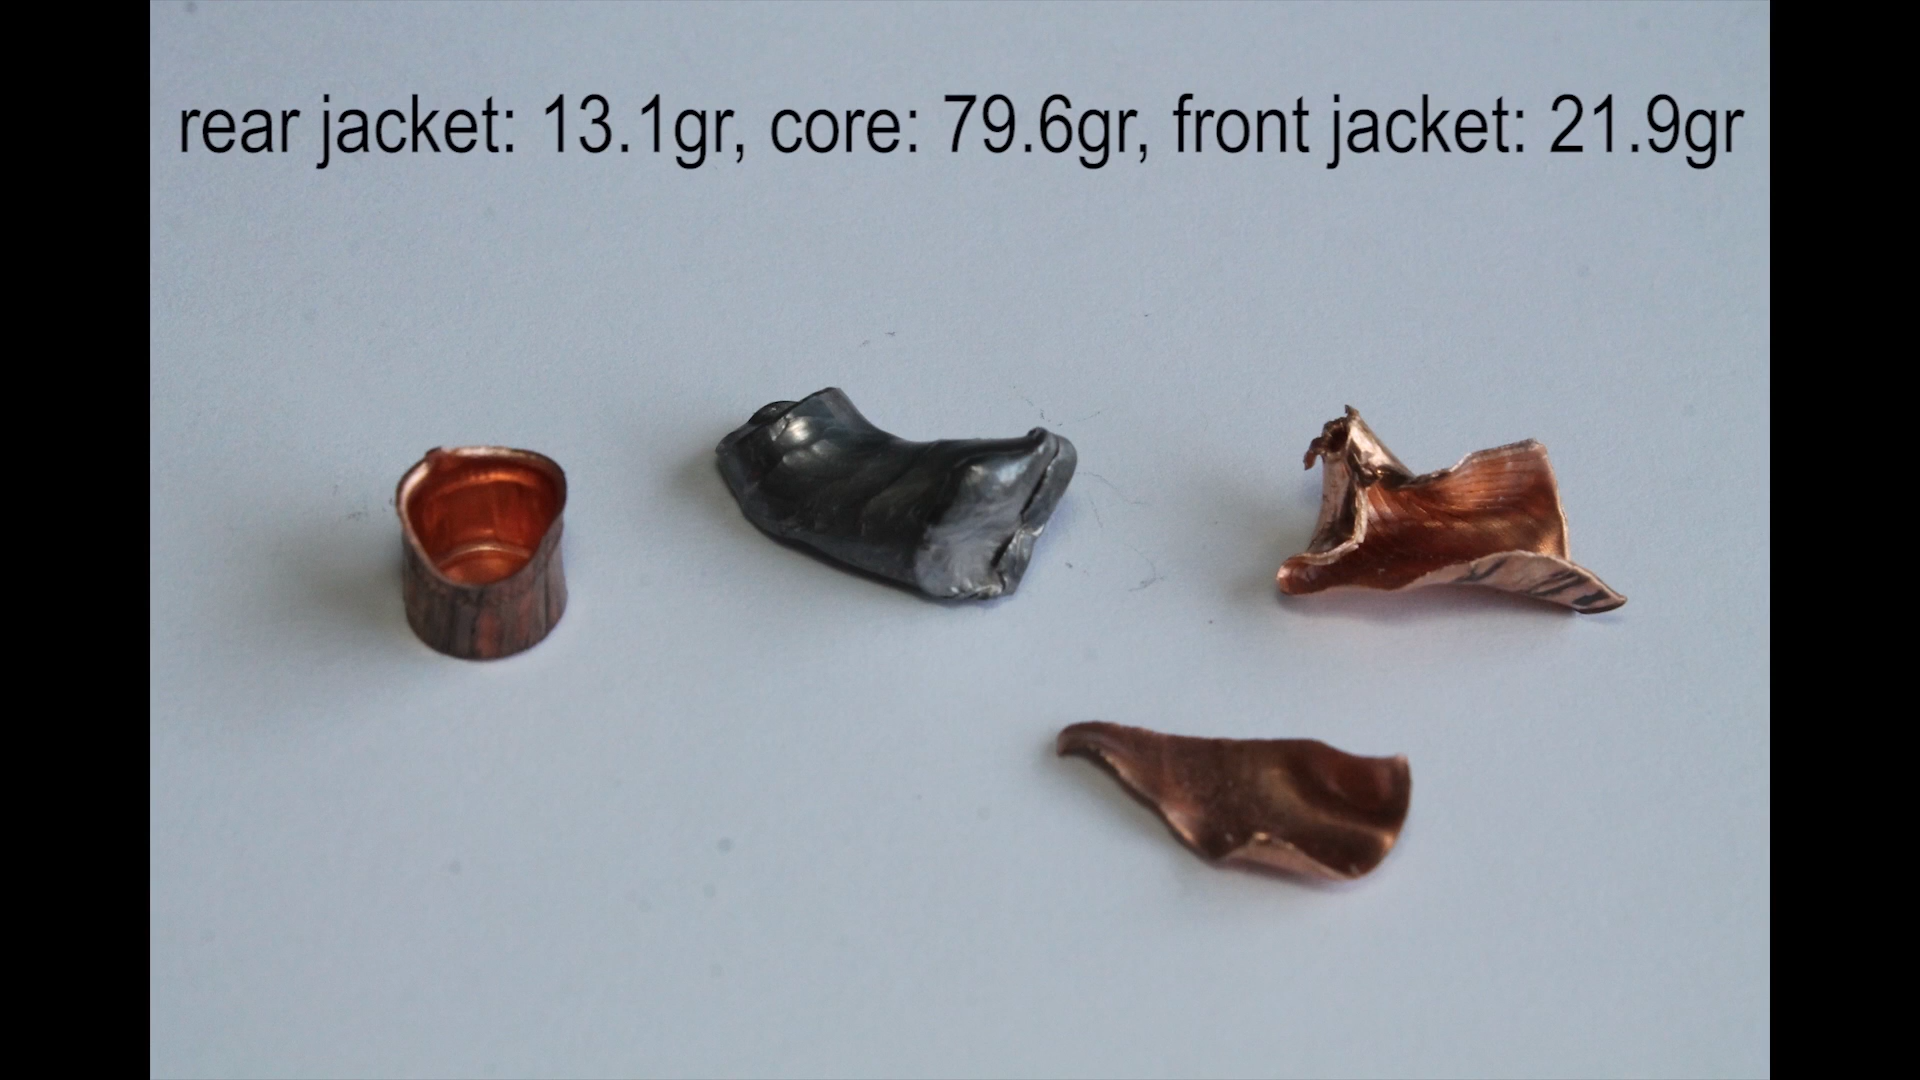 rear jacket: 13.1gr, core: 79.6gr, front jacket: 21.9gr